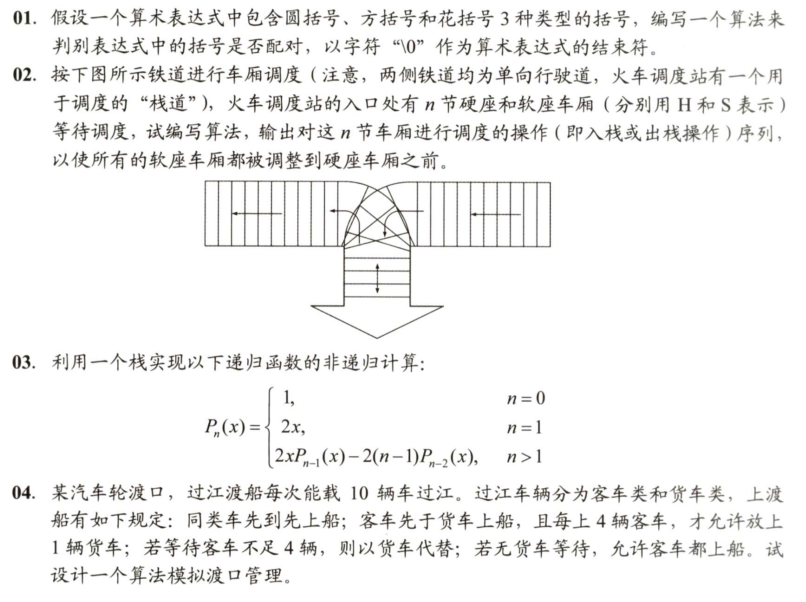 01. 假设一个算术表达式中包含圆括号、方括号和花括号 3 种类型的括号，编写一个算法来
判别表达式中的括号是否配对，以字符“\0”作为算术表达式的结束符。
02. 按下图所示铁道进行车厢调度（注意，两侧铁道均为单向行驶道，火车调度站有一个用
于调度的“栈道”），火车调度站的入口处有 n 节硬座和软座车厢（分别用 H 和 S 表示）
等待调度，试编写算法，输出对这 n 节车厢进行调度的操作（即入栈或出栈操作）序列，
以使所有的软座车厢都被调整到硬座车厢之前。
03. 利用一个栈实现以下递归函数的非递归计算：
1, n = 0
Pₙ(x) = { 2x, n = 1
2xPₙ₋₁(x) − 2(n−1)Pₙ₋₂(x), n > 1
04. 某汽车轮渡口，过江渡船每次能载 10 辆车过江。过江车辆分为客车类和货车类，上渡
船有如下规定：同类车先到先上船；客车先于货车上船，且每上 4 辆客车，才允许放上
1 辆货车；若等待客车不足 4 辆，则以货车代替；若无货车等待，允许客车都上船。试
设计一个算法模拟渡口管理。